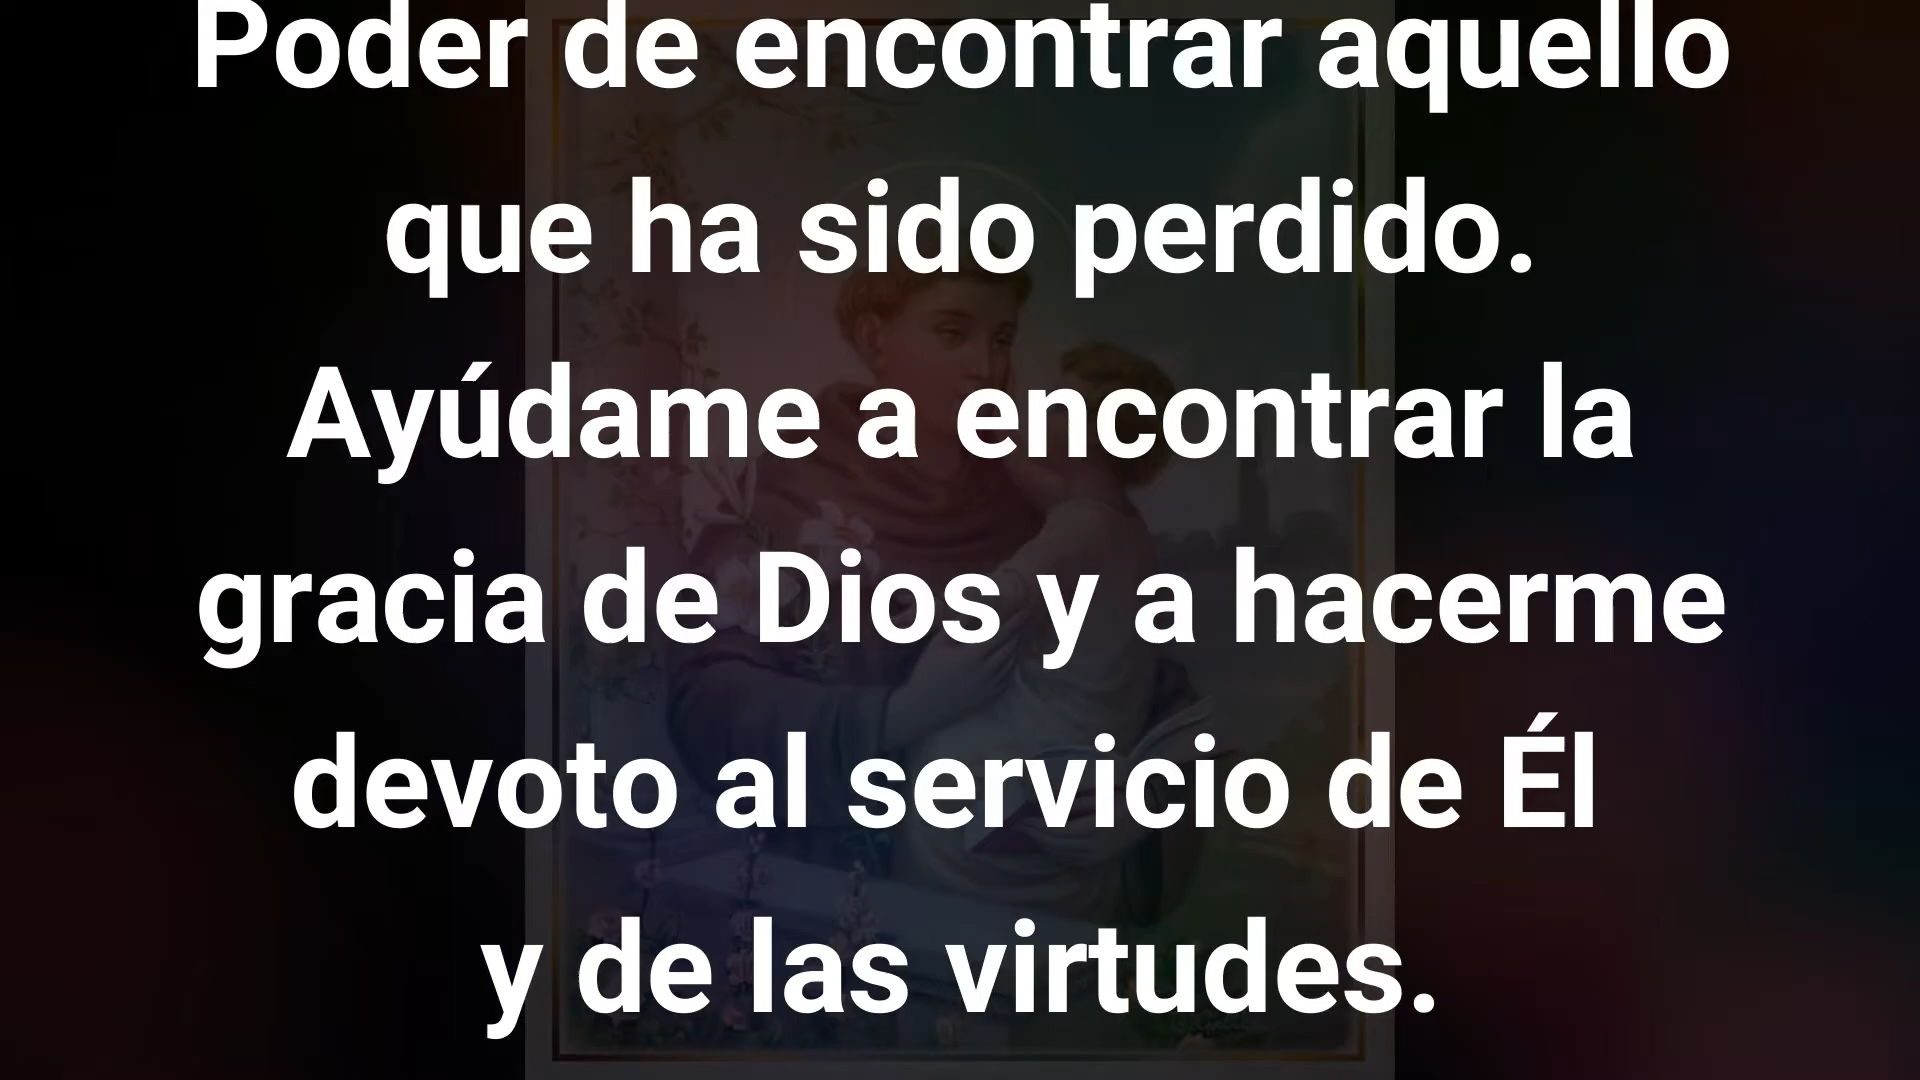 Poder de encontrar aquello
que ha sido perdido.
Ayúdame a encontrar la
gracia de Dios y a hacerme
devoto al servicio de Él
y de las virtudes.